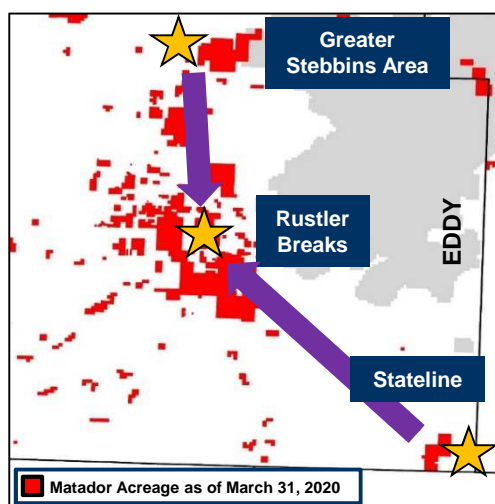 Greater
Stebbins Area
EDDY
Rustler
Breaks
Stateline
Matador Acreage as of March 31, 2020